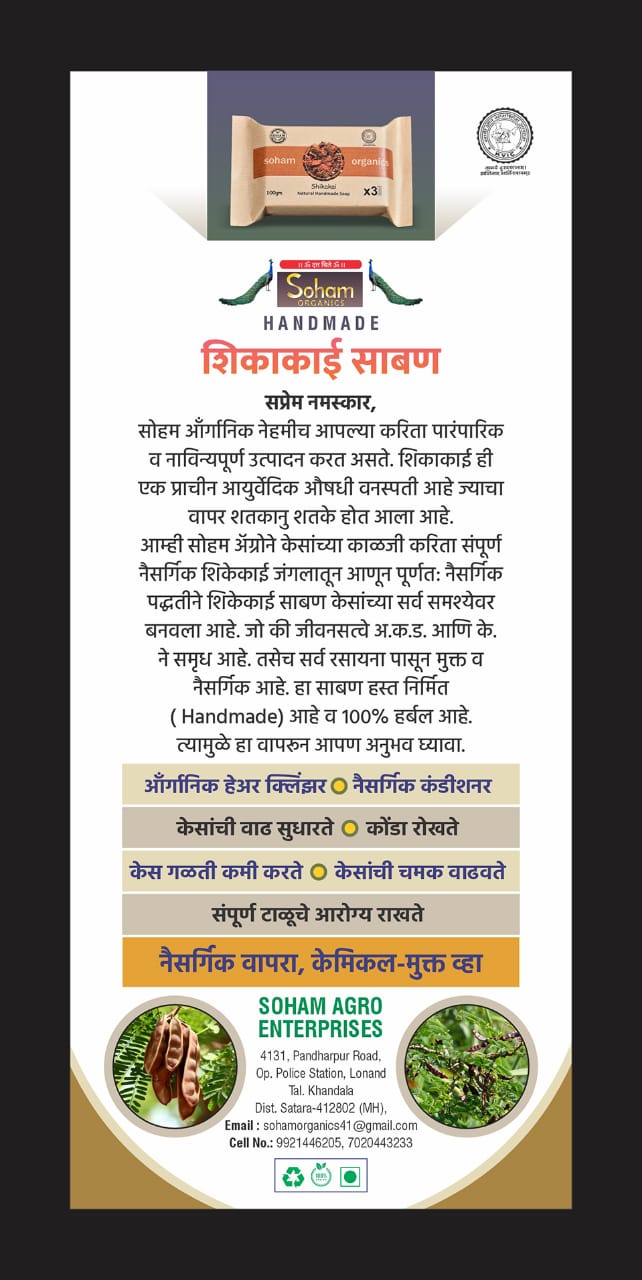 soham
organics
Shikakai
Natural Handmade Soap
100gm
x3
K.V.I.C
|| ॐ दत्त चिले ॐ ||
Soham
ORGANICS
HANDMADE
शिकाकाई साबण
सप्रेम नमस्कार,
सोहम ऑंर्गानिक नेहमीच आपल्या करिता पारंपारिक
व नाविन्यपूर्ण उत्पादन करत असते. शिकाकाई ही
एक प्राचीन आयुर्वेदिक औषधी वनस्पती आहे ज्याचा
वापर शतकानु शतके होत आला आहे.
आम्ही सोहम ॲग्रोने केसांच्या काळजी करिता संपूर्ण
नैसर्गिक शिकेकाई जंगलातून आणून पूर्णत: नैसर्गिक
पद्धतीने शिकेकाई साबण केसांच्या सर्व समश्येवर
बनवला आहे. जो की जीवनसत्वे अ.क.ड. आणि के.
ने समृध आहे. तसेच सर्व रसायना पासून मुक्त व
नैसर्गिक आहे. हा साबण हस्त निर्मित
( Handmade) आहे व 100% हर्बल आहे.
त्यामुळे हा वापरून आपण अनुभव घ्यावा.
ऑंर्गानिक हेअर क्लिंझर नैसर्गिक कंडीशनर
केसांची वाढ सुधारते कोंडा रोखते
केस गळती कमी करते केसांची चमक वाढवते
संपूर्ण टाळूचे आरोग्य राखते
नैसर्गिक वापरा, केमिकल-मुक्त व्हा
SOHAM AGRO
ENTERPRISES
4131, Pandharpur Road,
Op. Police Station, Lonand
Tal. Khandala
Dist. Satara-412802 (MH),
Email : sohamorganics41@gmail.com
Cell No.: 9921446205, 7020443233
100%